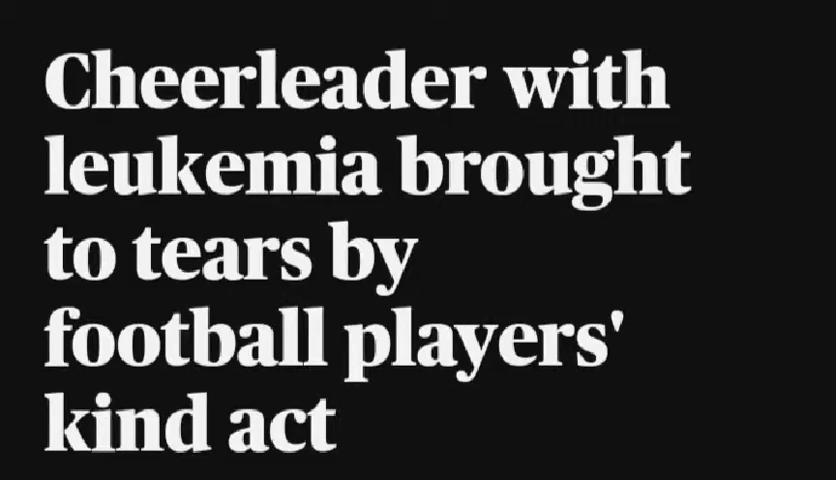 Cheerleader with
leukemia brought
to tears by
football players'
kind act